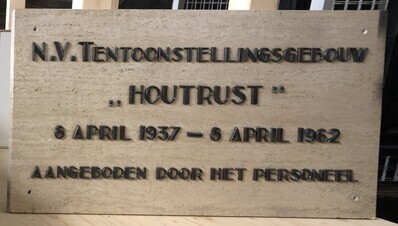 N.V. TENTOONSTELLINGSGEBOUW
„ HOUTRUST "
8 APRIL 1937 — 8 APRIL 1962
AANGEBODEN DOOR HET PERSONEEL